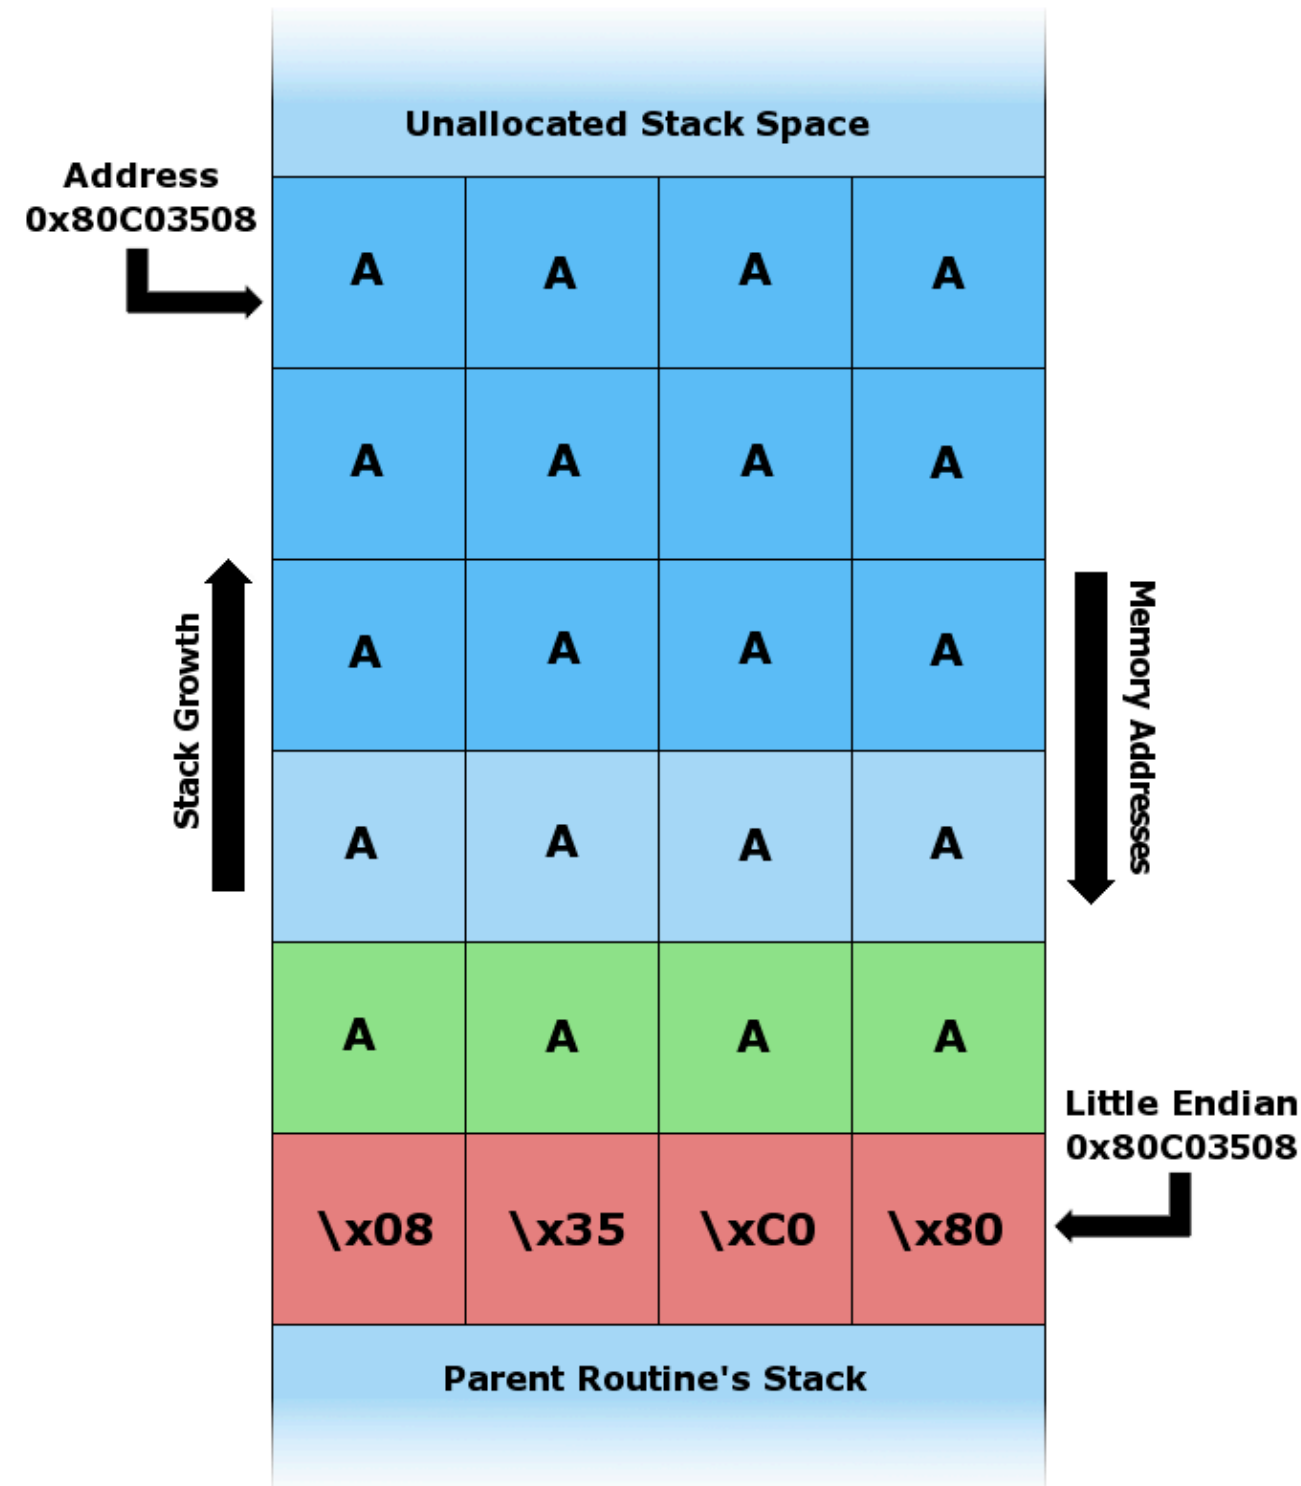 Unallocated Stack Space
Address
0x80C03508
A A A A
A A A A
A A A A
Stack Growth
Memory Addresses
A A A A
A A A A
Little Endian
0x80C03508
\x08 \x35 \xC0 \x80
Parent Routine's Stack